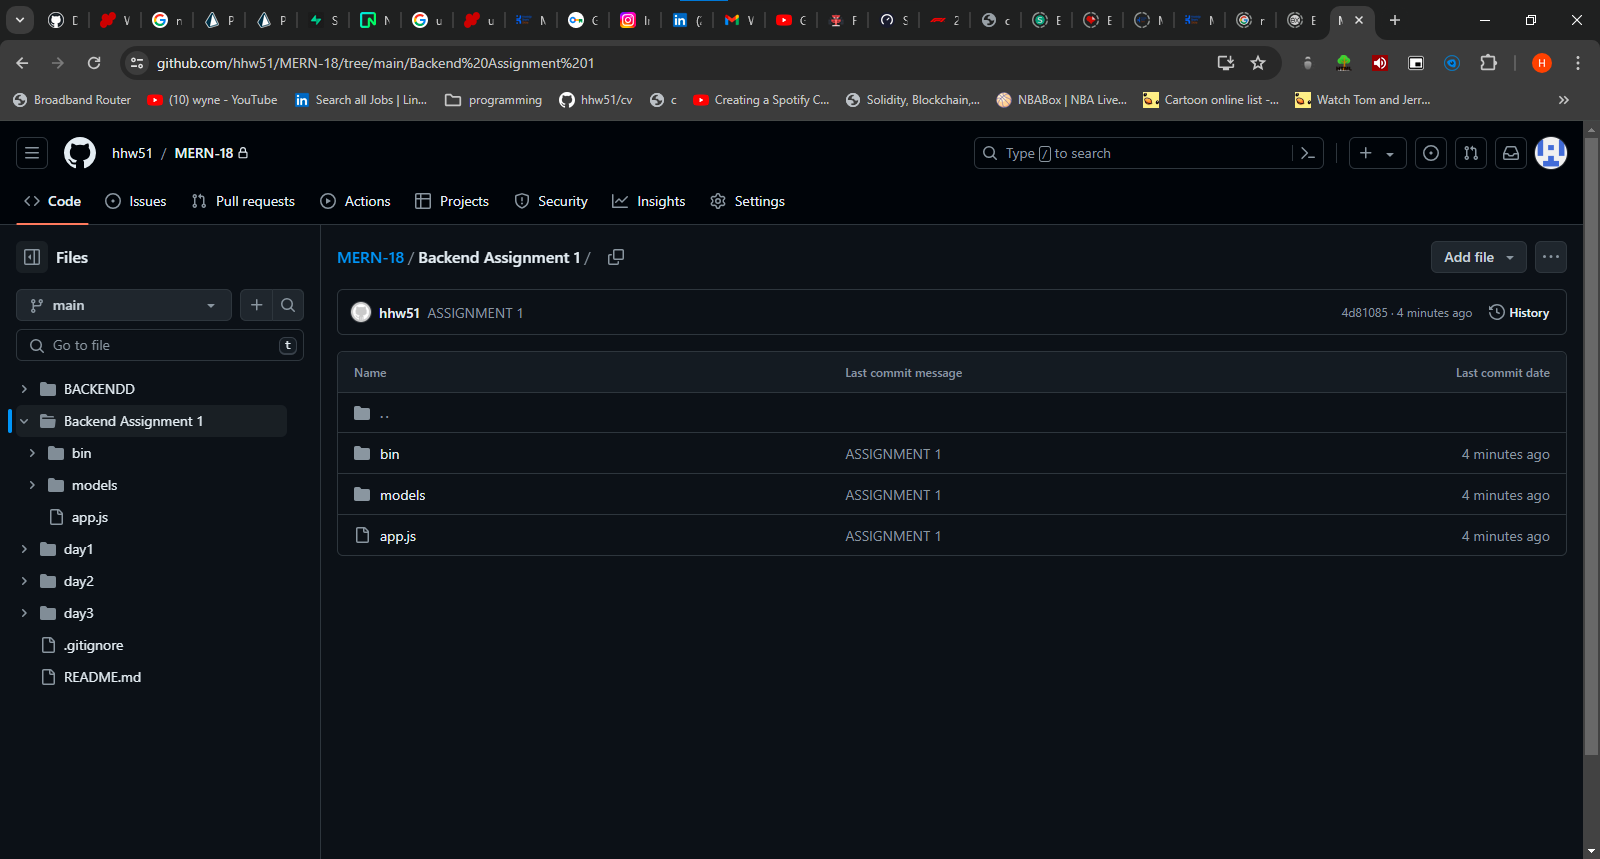 github.com/hhw51/MERN-18/tree/main/Backend%20Assignment%201
H
Broadband Router
(10) wyne - YouTube
Search all Jobs | Lin...
programming
hhw51/cv
c
Creating a Spotify C...
Solidity, Blockchain,...
NBABox | NBA Live...
Cartoon online list -...
Watch Tom and Jerr...
hhw51 / MERN-18
Type / to search
Code
Issues
Pull requests
Actions
Projects
Security
Insights
Settings
Files
main
Go to file
t
BACKENDD
Backend Assignment 1
bin
models
app.js
day1
day2
day3
.gitignore
README.md
MERN-18 / Backend Assignment 1 /
Add file
hhw51 ASSIGNMENT 1
4d81085 · 4 minutes ago
History
Name Last commit message Last commit date
..
bin ASSIGNMENT 1 4 minutes ago
models ASSIGNMENT 1 4 minutes ago
app.js ASSIGNMENT 1 4 minutes ago